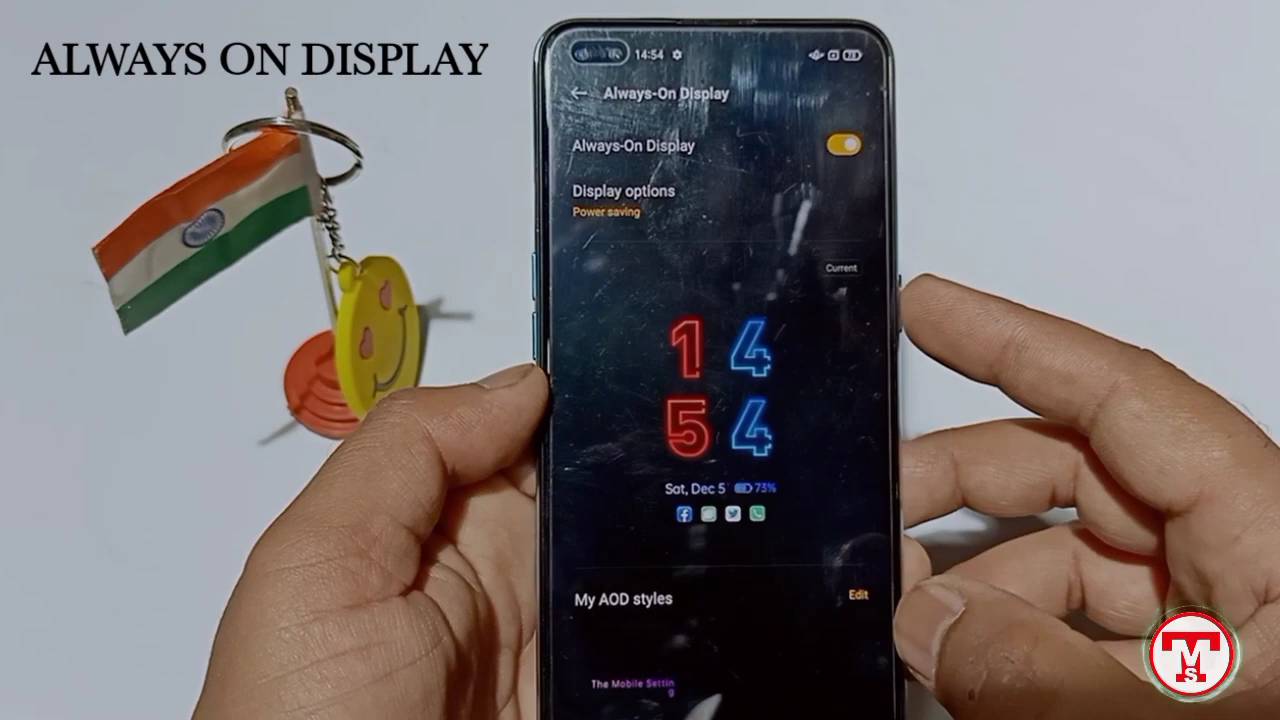 ALWAYS ON DISPLAY
14:54
Always-On Display
Always-On Display
Display options
Power saving
Current
1 4
5 4
Sat, Dec 5 73%
My AOD styles
Edit
The Mobile Settin
g
TMS